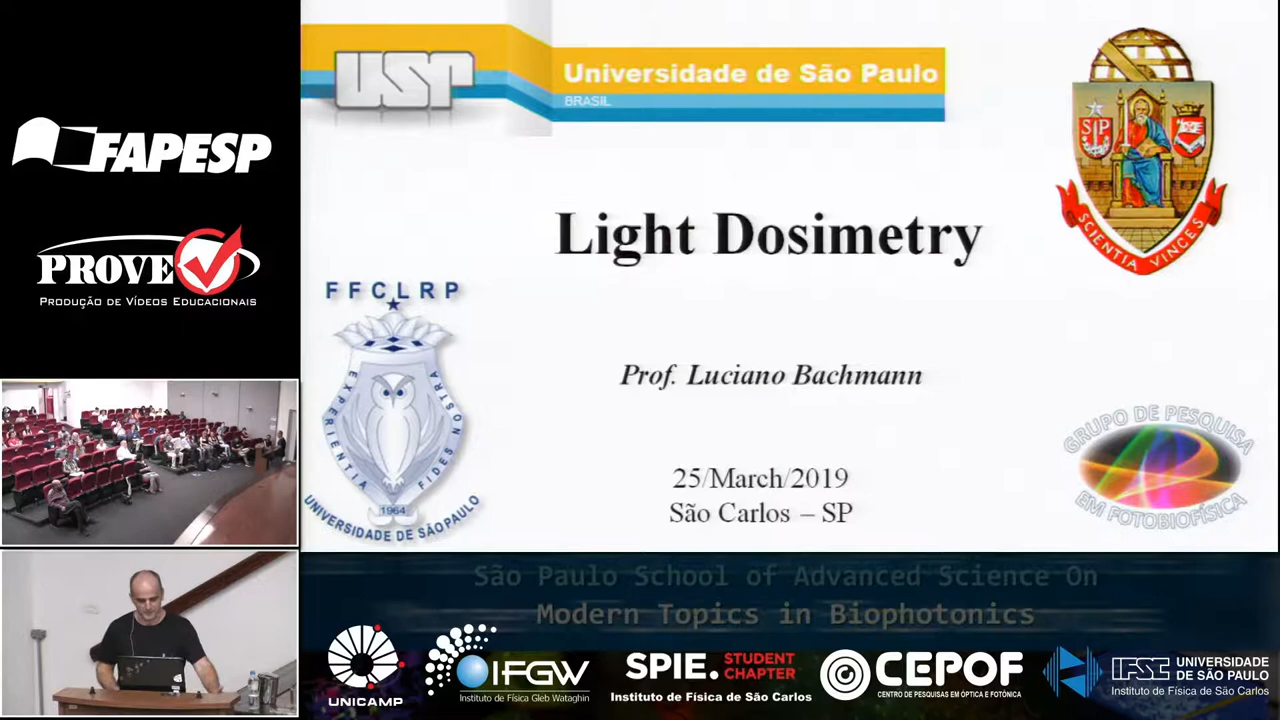 FAPESP
PROVE
PRODUÇÃO DE VÍDEOS EDUCACIONAIS
USP
Universidade de São Paulo
BRASIL
SP
SCIENTIA VINCES
Light Dosimetry
FFCLRP
EXPERIENTIA FIDES NOSTRA
1964
UNIVERSIDADE DE SÃO PAULO
Prof. Luciano Bachmann
25/March/2019
São Carlos – SP
GRUPO DE PESQUISA
EM FOTOBIOFÍSICA
São Paulo School of Advanced Science On
Modern Topics in Biophotonics
UNICAMP
IFGW
Instituto de Física Gleb Wataghin
SPIE. STUDENT
CHAPTER
Instituto de Física de São Carlos
CEPOF
CENTRO DE PESQUISAS EM ÓPTICA E FOTÔNICA
IFSC UNIVERSIDADE
DE SÃO PAULO
Instituto de Física de São Carlos